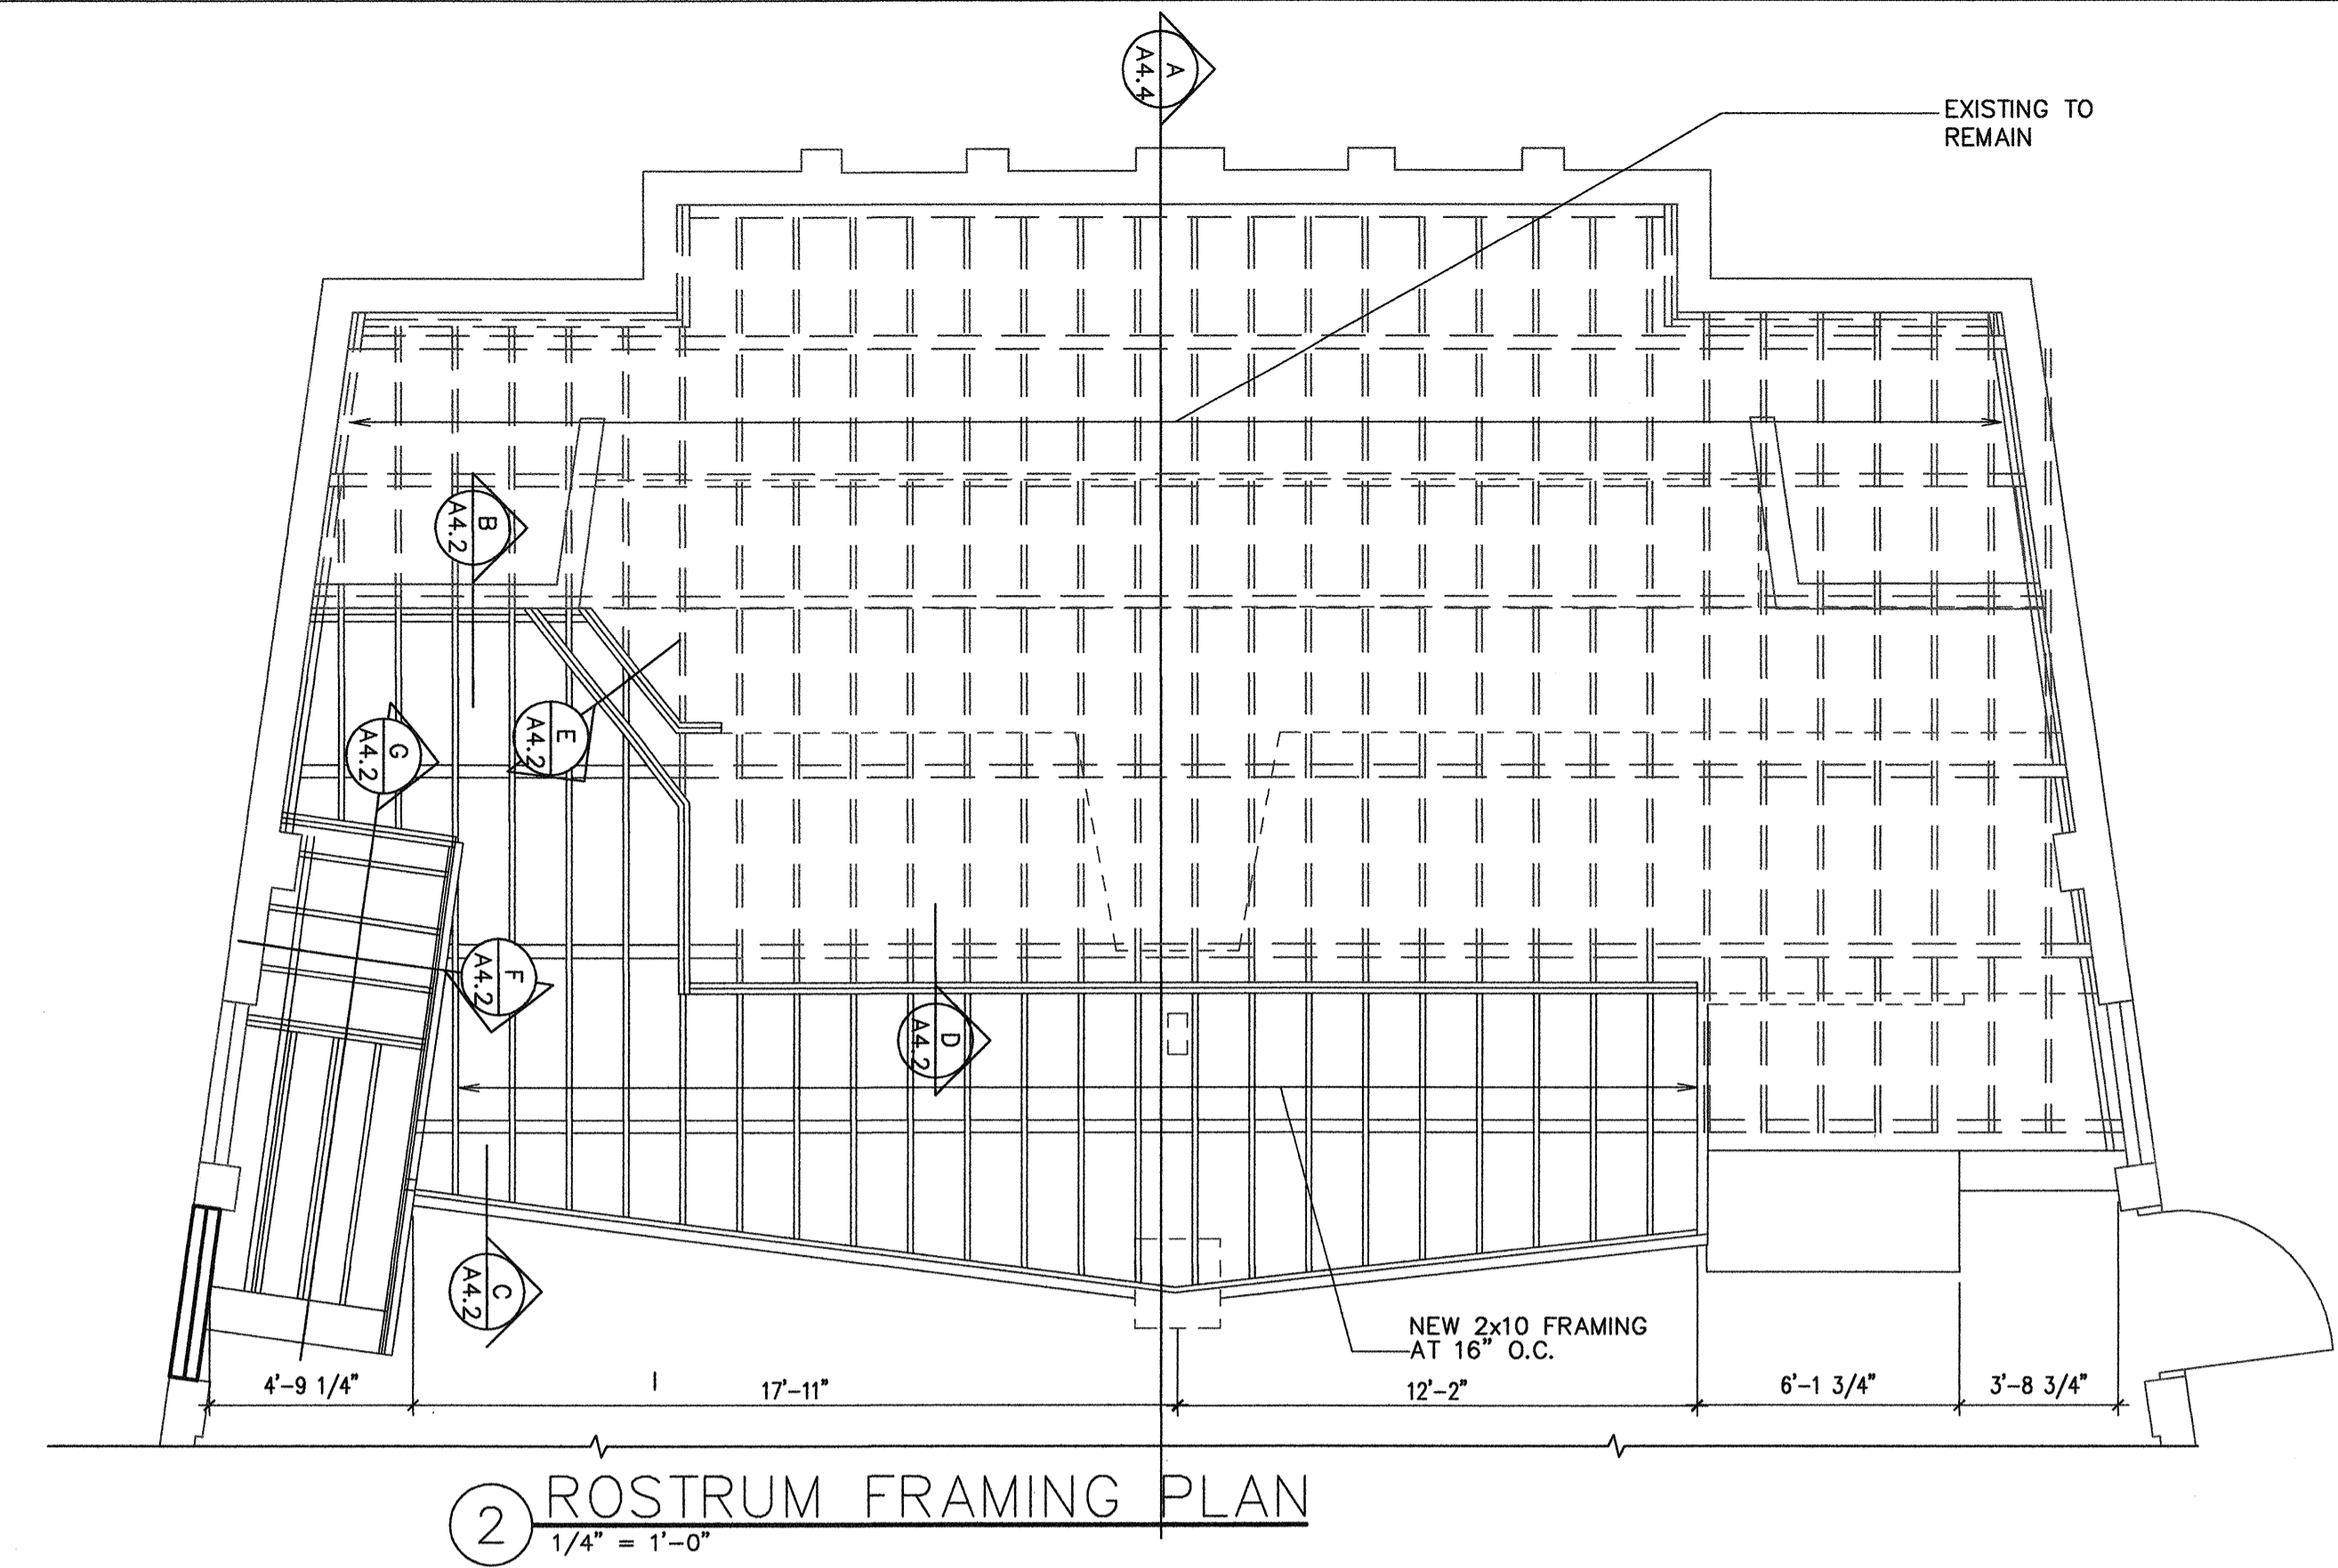 A
A4.4
EXISTING TO
REMAIN
B
A4.2
E
A4.2
G
A4.2
F
A4.2
D
A4.2
C
A4.2
NEW 2x10 FRAMING
AT 16" O.C.
4'-9 1/4"
17'-11"
12'-2"
6'-1 3/4"
3'-8 3/4"
2
ROSTRUM FRAMING PLAN
1/4" = 1'-0"